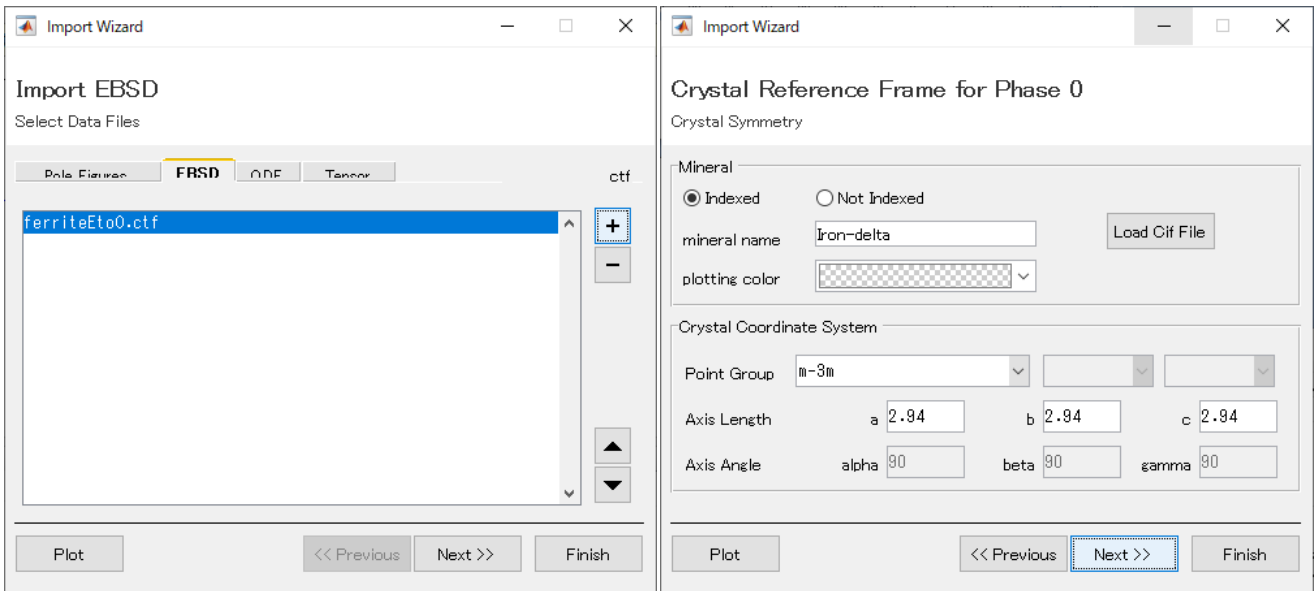 Import Wizard
Import EBSD
Select Data Files
Pole Figures EBSD ODF Tensor ctf
ferriteEto0.ctf
+
-
Plot << Previous Next >> Finish
Import Wizard
Crystal Reference Frame for Phase 0
Crystal Symmetry
Mineral
Indexed Not Indexed
mineral name Iron-delta Load Cif File
plotting color
Crystal Coordinate System
Point Group m-3m
Axis Length a 2.94 b 2.94 c 2.94
Axis Angle alpha 90 beta 90 gamma 90
Plot << Previous Next >> Finish